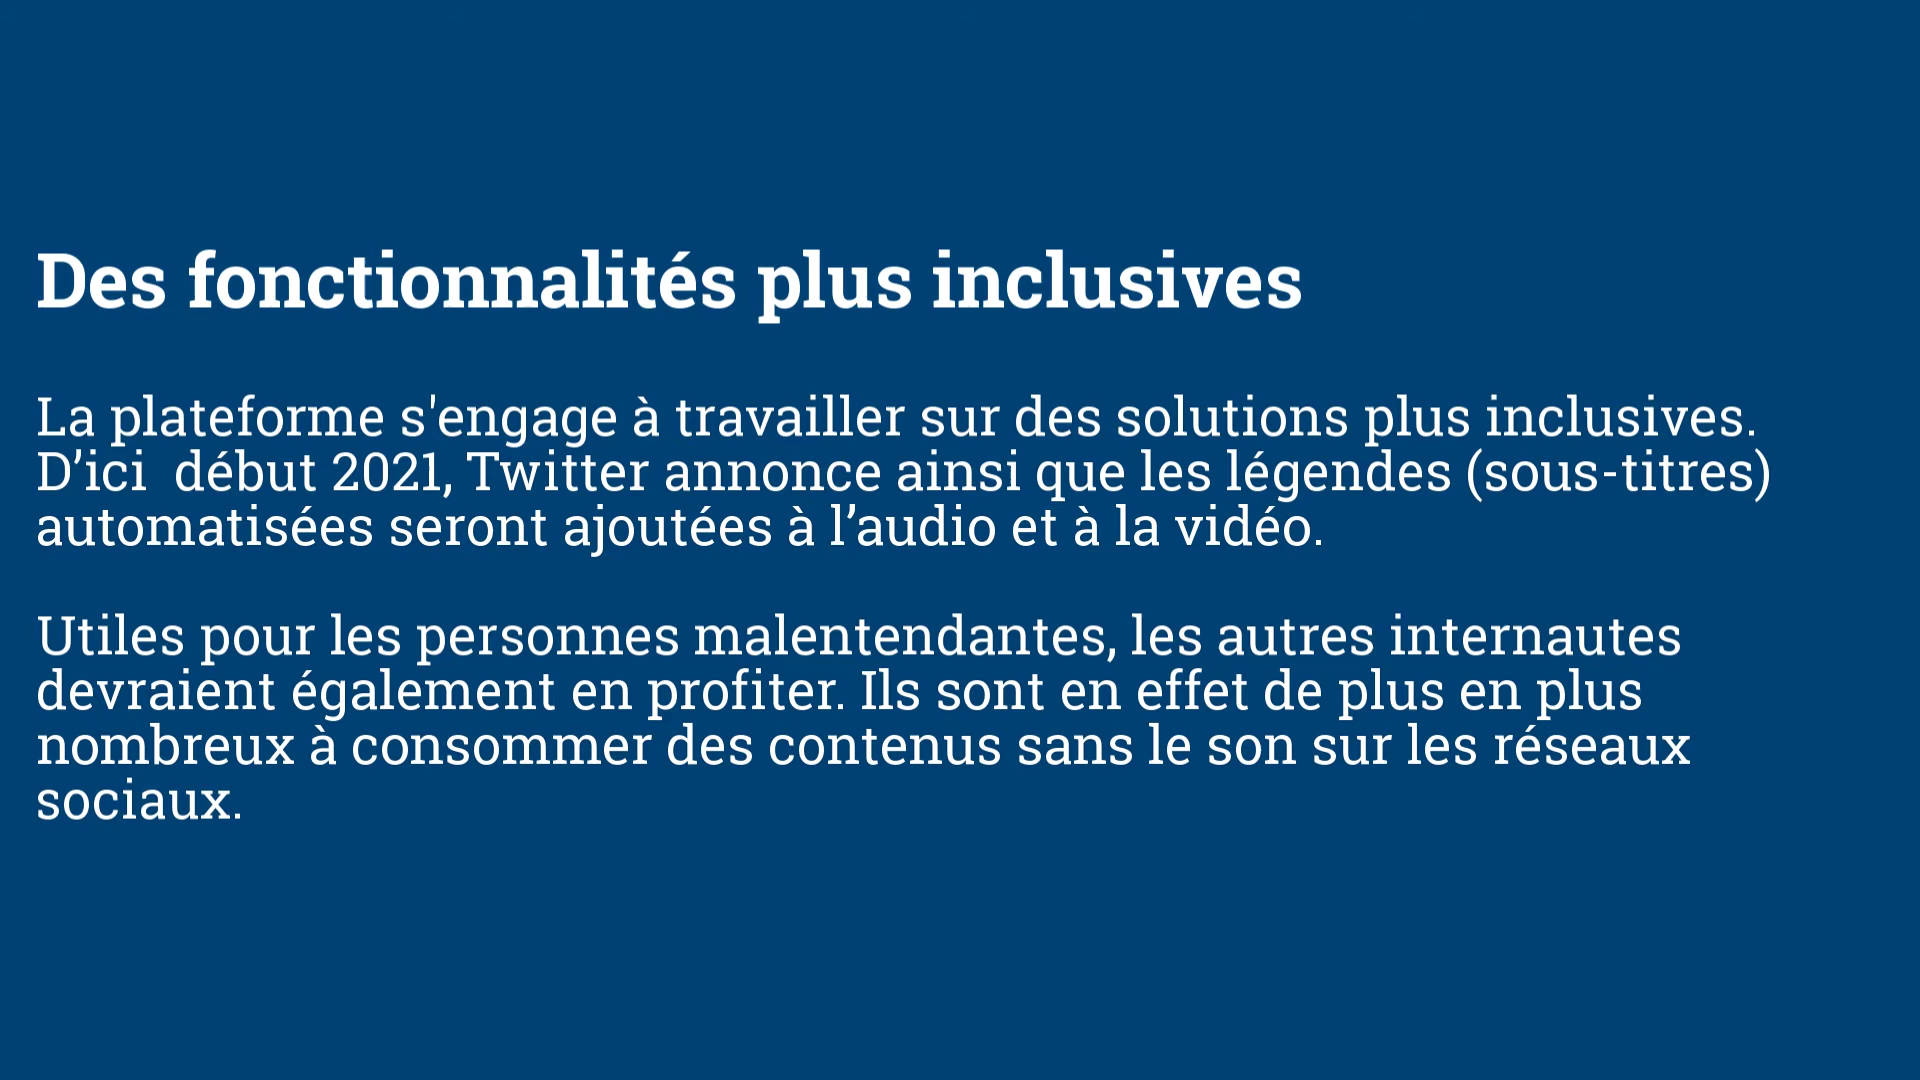 Des fonctionnalités plus inclusives
La plateforme s'engage à travailler sur des solutions plus inclusives.
D’ici  début 2021, Twitter annonce ainsi que les légendes (sous-titres)
automatisées seront ajoutées à l’audio et à la vidéo.
Utiles pour les personnes malentendantes, les autres internautes
devraient également en profiter. Ils sont en effet de plus en plus
nombreux à consommer des contenus sans le son sur les réseaux
sociaux.